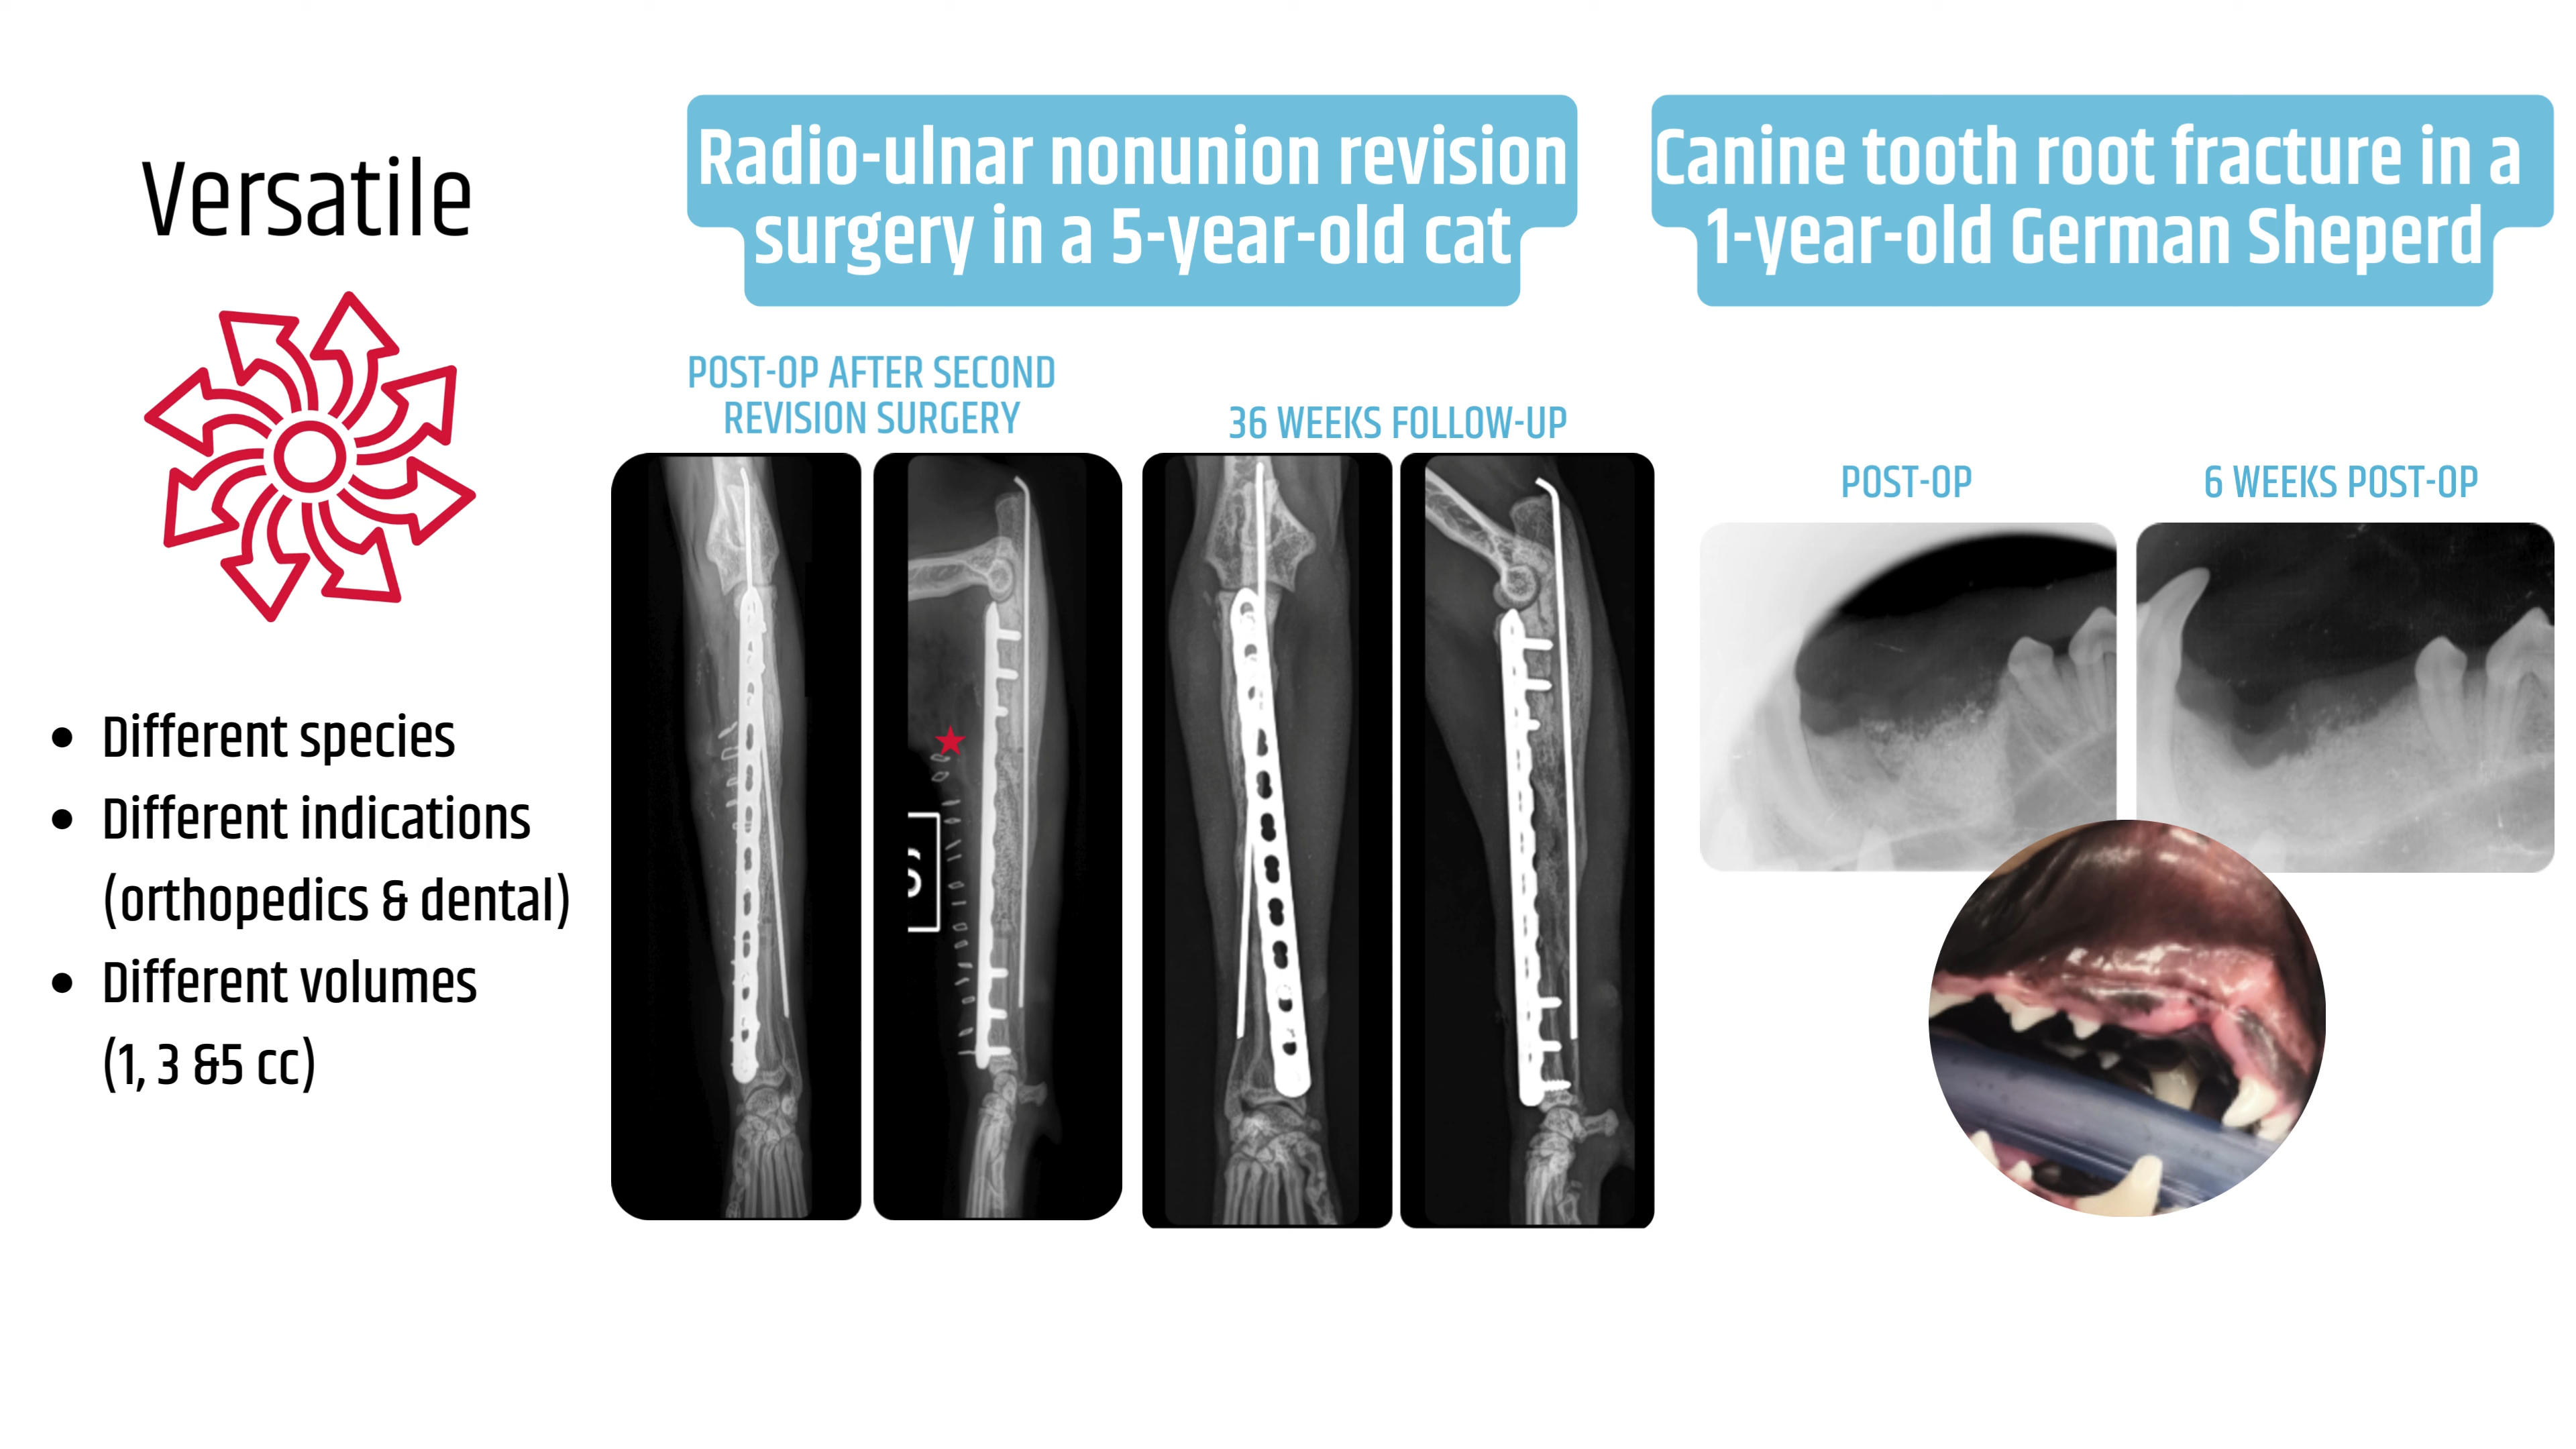 Versatile
• Different species
• Different indications
(orthopedics & dental)
• Different volumes
(1, 3 &5 cc)
Radio-ulnar nonunion revision
surgery in a 5-year-old cat
POST-OP AFTER SECOND
REVISION SURGERY
36 WEEKS FOLLOW-UP
Canine tooth root fracture in a
1-year-old German Sheperd
POST-OP
6 WEEKS POST-OP